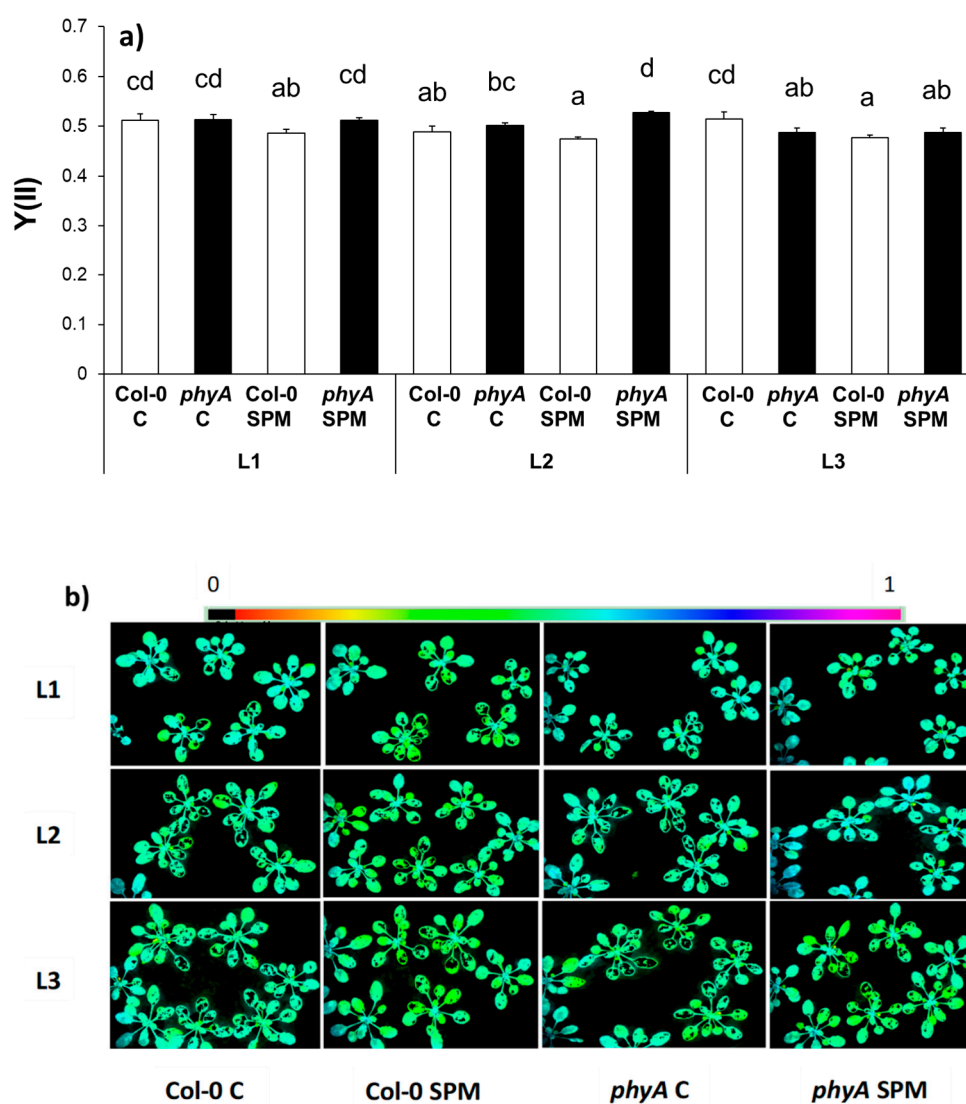 a)
0.7
0.6
0.5
0.4
0.3
0.2
0.1
0
Y(II)
cd cd ab cd ab bc a d cd ab a ab
Col-0 phyA Col-0 phyA Col-0 phyA Col-0 phyA Col-0 phyA Col-0 phyA
C C SPM SPM C C SPM SPM C C SPM SPM
L1 L2 L3
b)
0 1
L1
L2
L3
Col-0 C Col-0 SPM phyA C phyA SPM